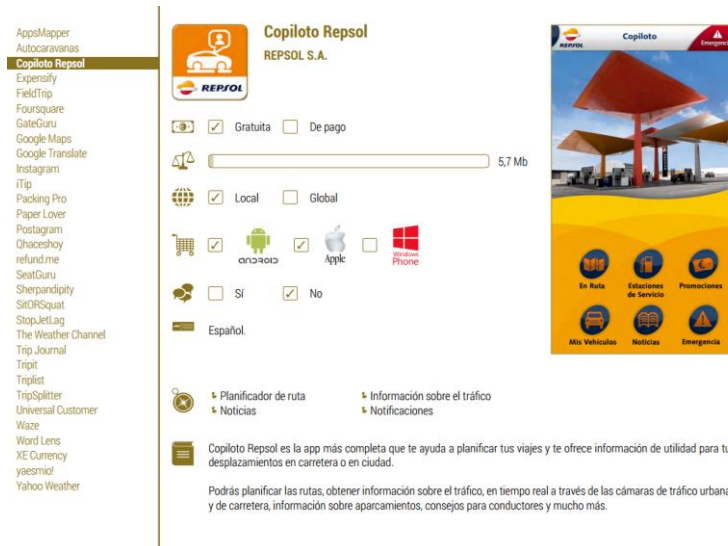 AppsMapper
Autocaravanas
Copiloto Repsol
Expensify
FieldTrip
Foursquare
GateGuru
Google Maps
Google Translate
Instagram
iTip
Packing Pro
Paper Lover
Postagram
Qhaceshoy
refund.me
SeatGuru
Sherpandipity
SitORSquat
StopJetLag
The Weather Channel
Trip Journal
Tripit
Triplist
TripSplitter
Universal Customer
Waze
Word Lens
XE Currency
yaesmio!
Yahoo Weather
Copiloto Repsol
REPSOL S.A.
REPSOL
Gratuita De pago
5,7 Mb
Local Global
android Apple Windows Phone
Sí No
Español.
Planificador de ruta Información sobre el tráfico
Noticias Notificaciones
Copiloto Repsol es la app más completa que te ayuda a planificar tus viajes y te ofrece información de utilidad para tu
desplazamientos en carretera o en ciudad.
Podrás planificar las rutas, obtener información sobre el tráfico, en tiempo real a través de las cámaras de tráfico urbana
y de carretera, información sobre aparcamientos, consejos para conductores y mucho más.
REPSOL Copiloto Emergenci
En Ruta Estaciones de Servicio Promociones
Mis Vehículos Noticias Emergencia